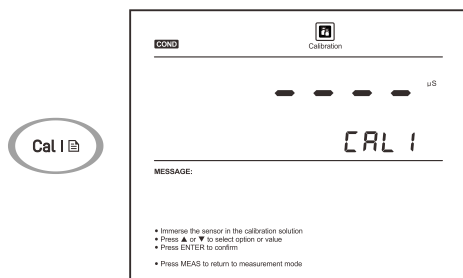 COND
Calibration
– – – – µS
Cal I
CAL 1
MESSAGE:
• Immerse the sensor in the calibration solution
• Press ▲ or ▼ to select option or value
• Press ENTER to confirm
• Press MEAS to return to measurement mode